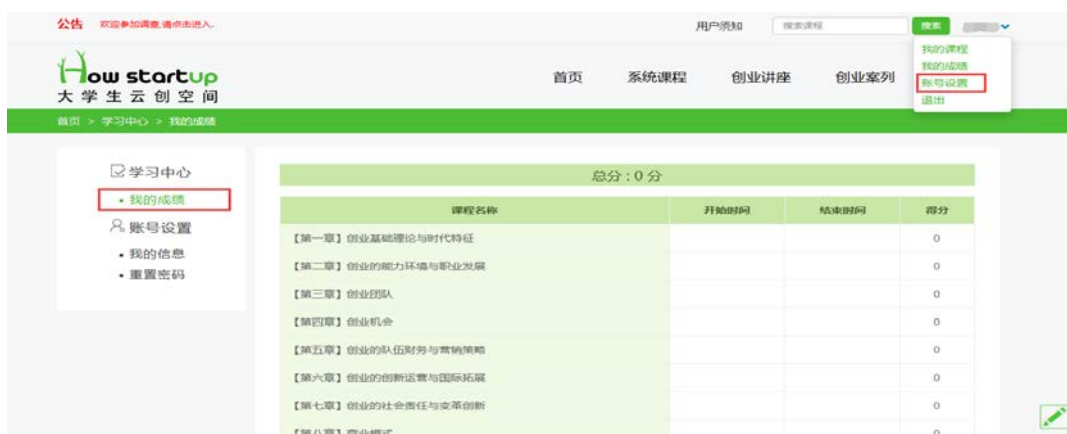 公告 欢迎参加调查,请点击进入.
用户须知 搜索课程 搜索
我的课程
我的成绩
账号设置
退出
How startup
大学生云创空间
首页 系统课程 创业讲座 创业案列
首页 > 学习中心 > 我的成绩
学习中心
• 我的成绩
账号设置
• 我的信息
• 重置密码
总分：0 分
课程名称 开始时间 结束时间 得分
【第一章】创业基础理论与时代特征 0
【第二章】创业的能力环境与职业发展 0
【第三章】创业团队 0
【第四章】创业机会 0
【第五章】创业的队伍财务与营销策略 0
【第六章】创业的创新运营与国际拓展 0
【第七章】创业的社会责任与变革创新 0
【第八章】商业模式 0